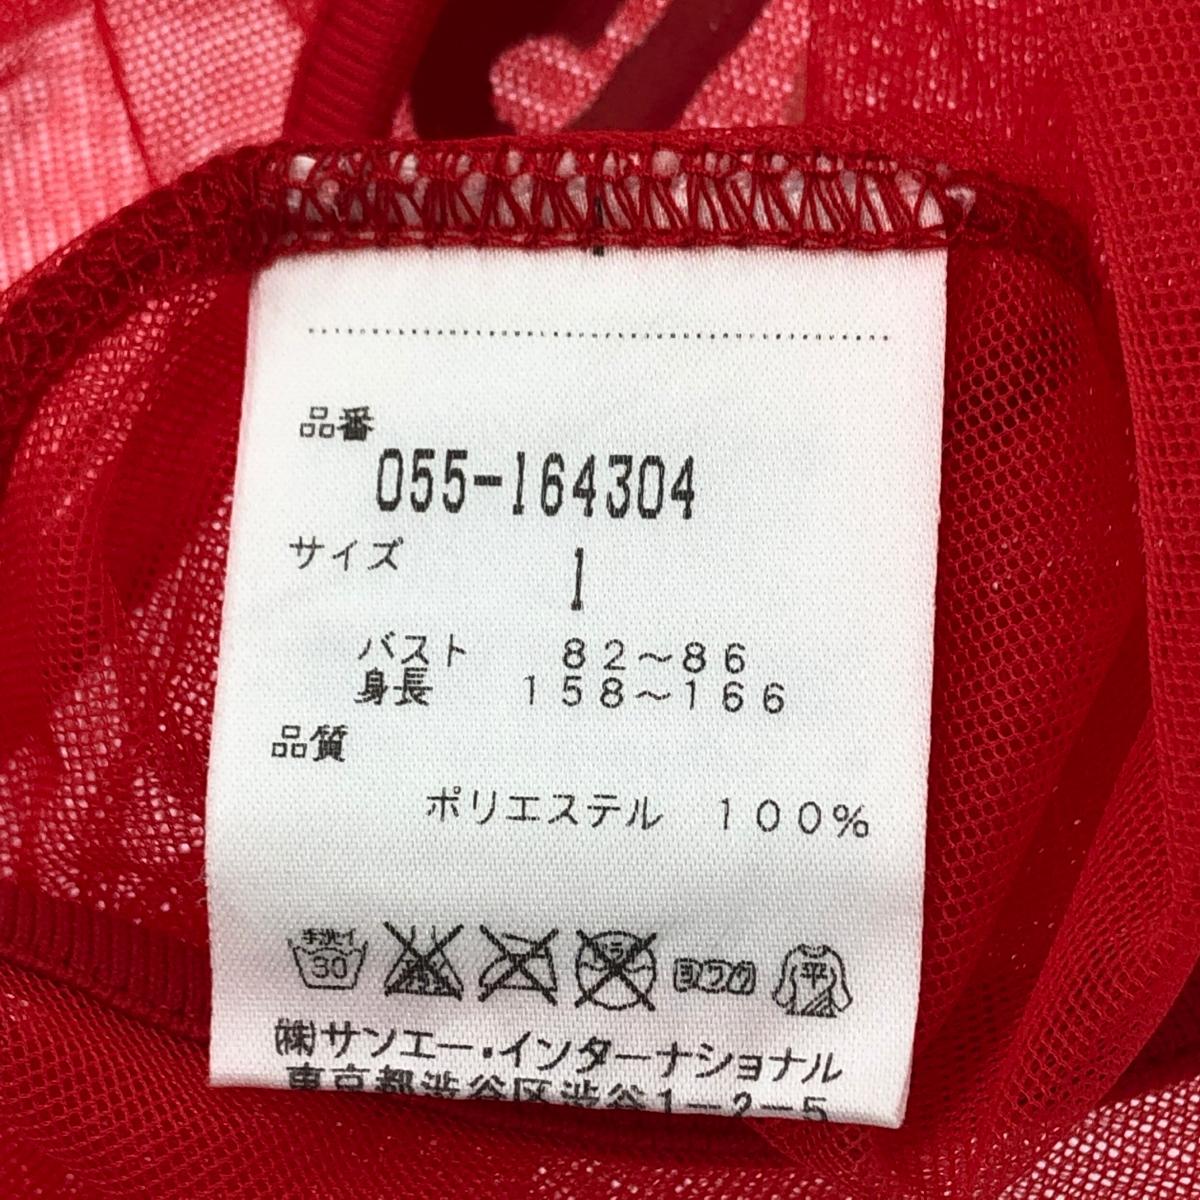 品番
055-164304
サイズ 1
バスト 82〜86
身長 158〜166
品質
ポリエステル 100%
手洗イ 30 ドライ ヨワク 平
㈱サンエー・インターナショナル
東京都渋谷区渋谷1-2-5